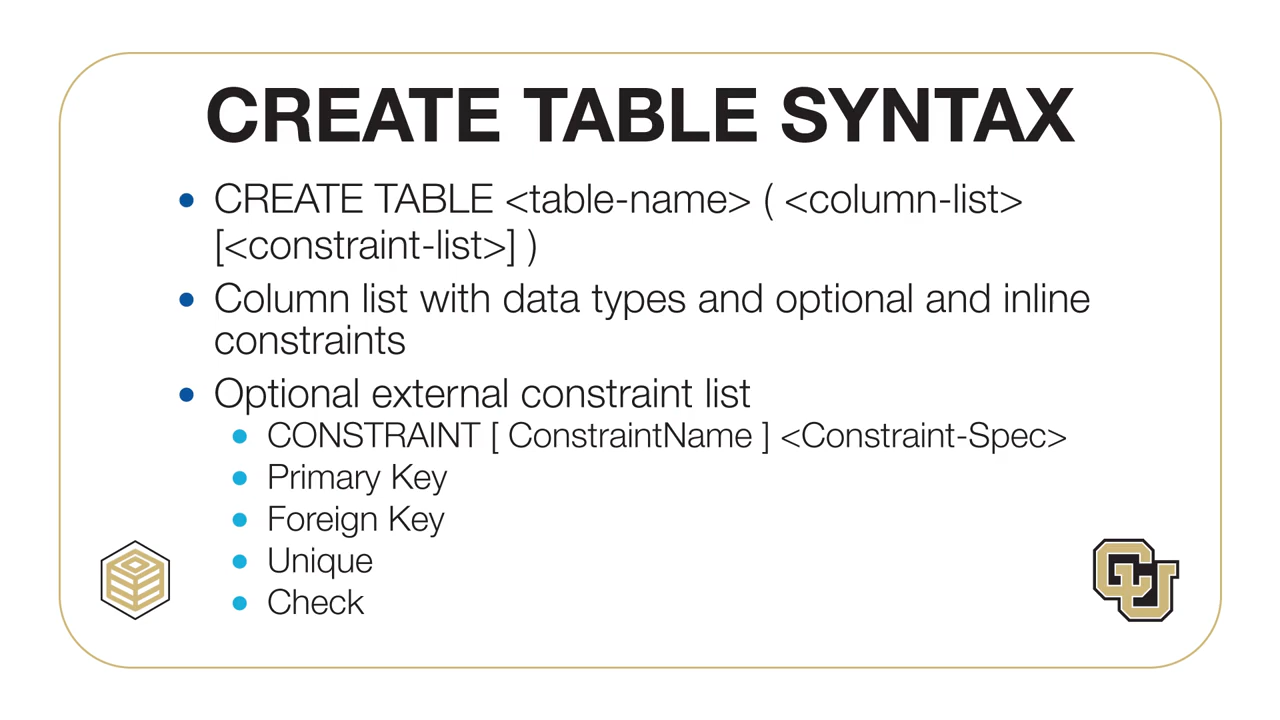 CREATE TABLE SYNTAX
• CREATE TABLE <table-name> ( <column-list>
[<constraint-list>] )
• Column list with data types and optional and inline
constraints
• Optional external constraint list
• CONSTRAINT [ ConstraintName ] <Constraint-Spec>
• Primary Key
• Foreign Key
• Unique
• Check
CU